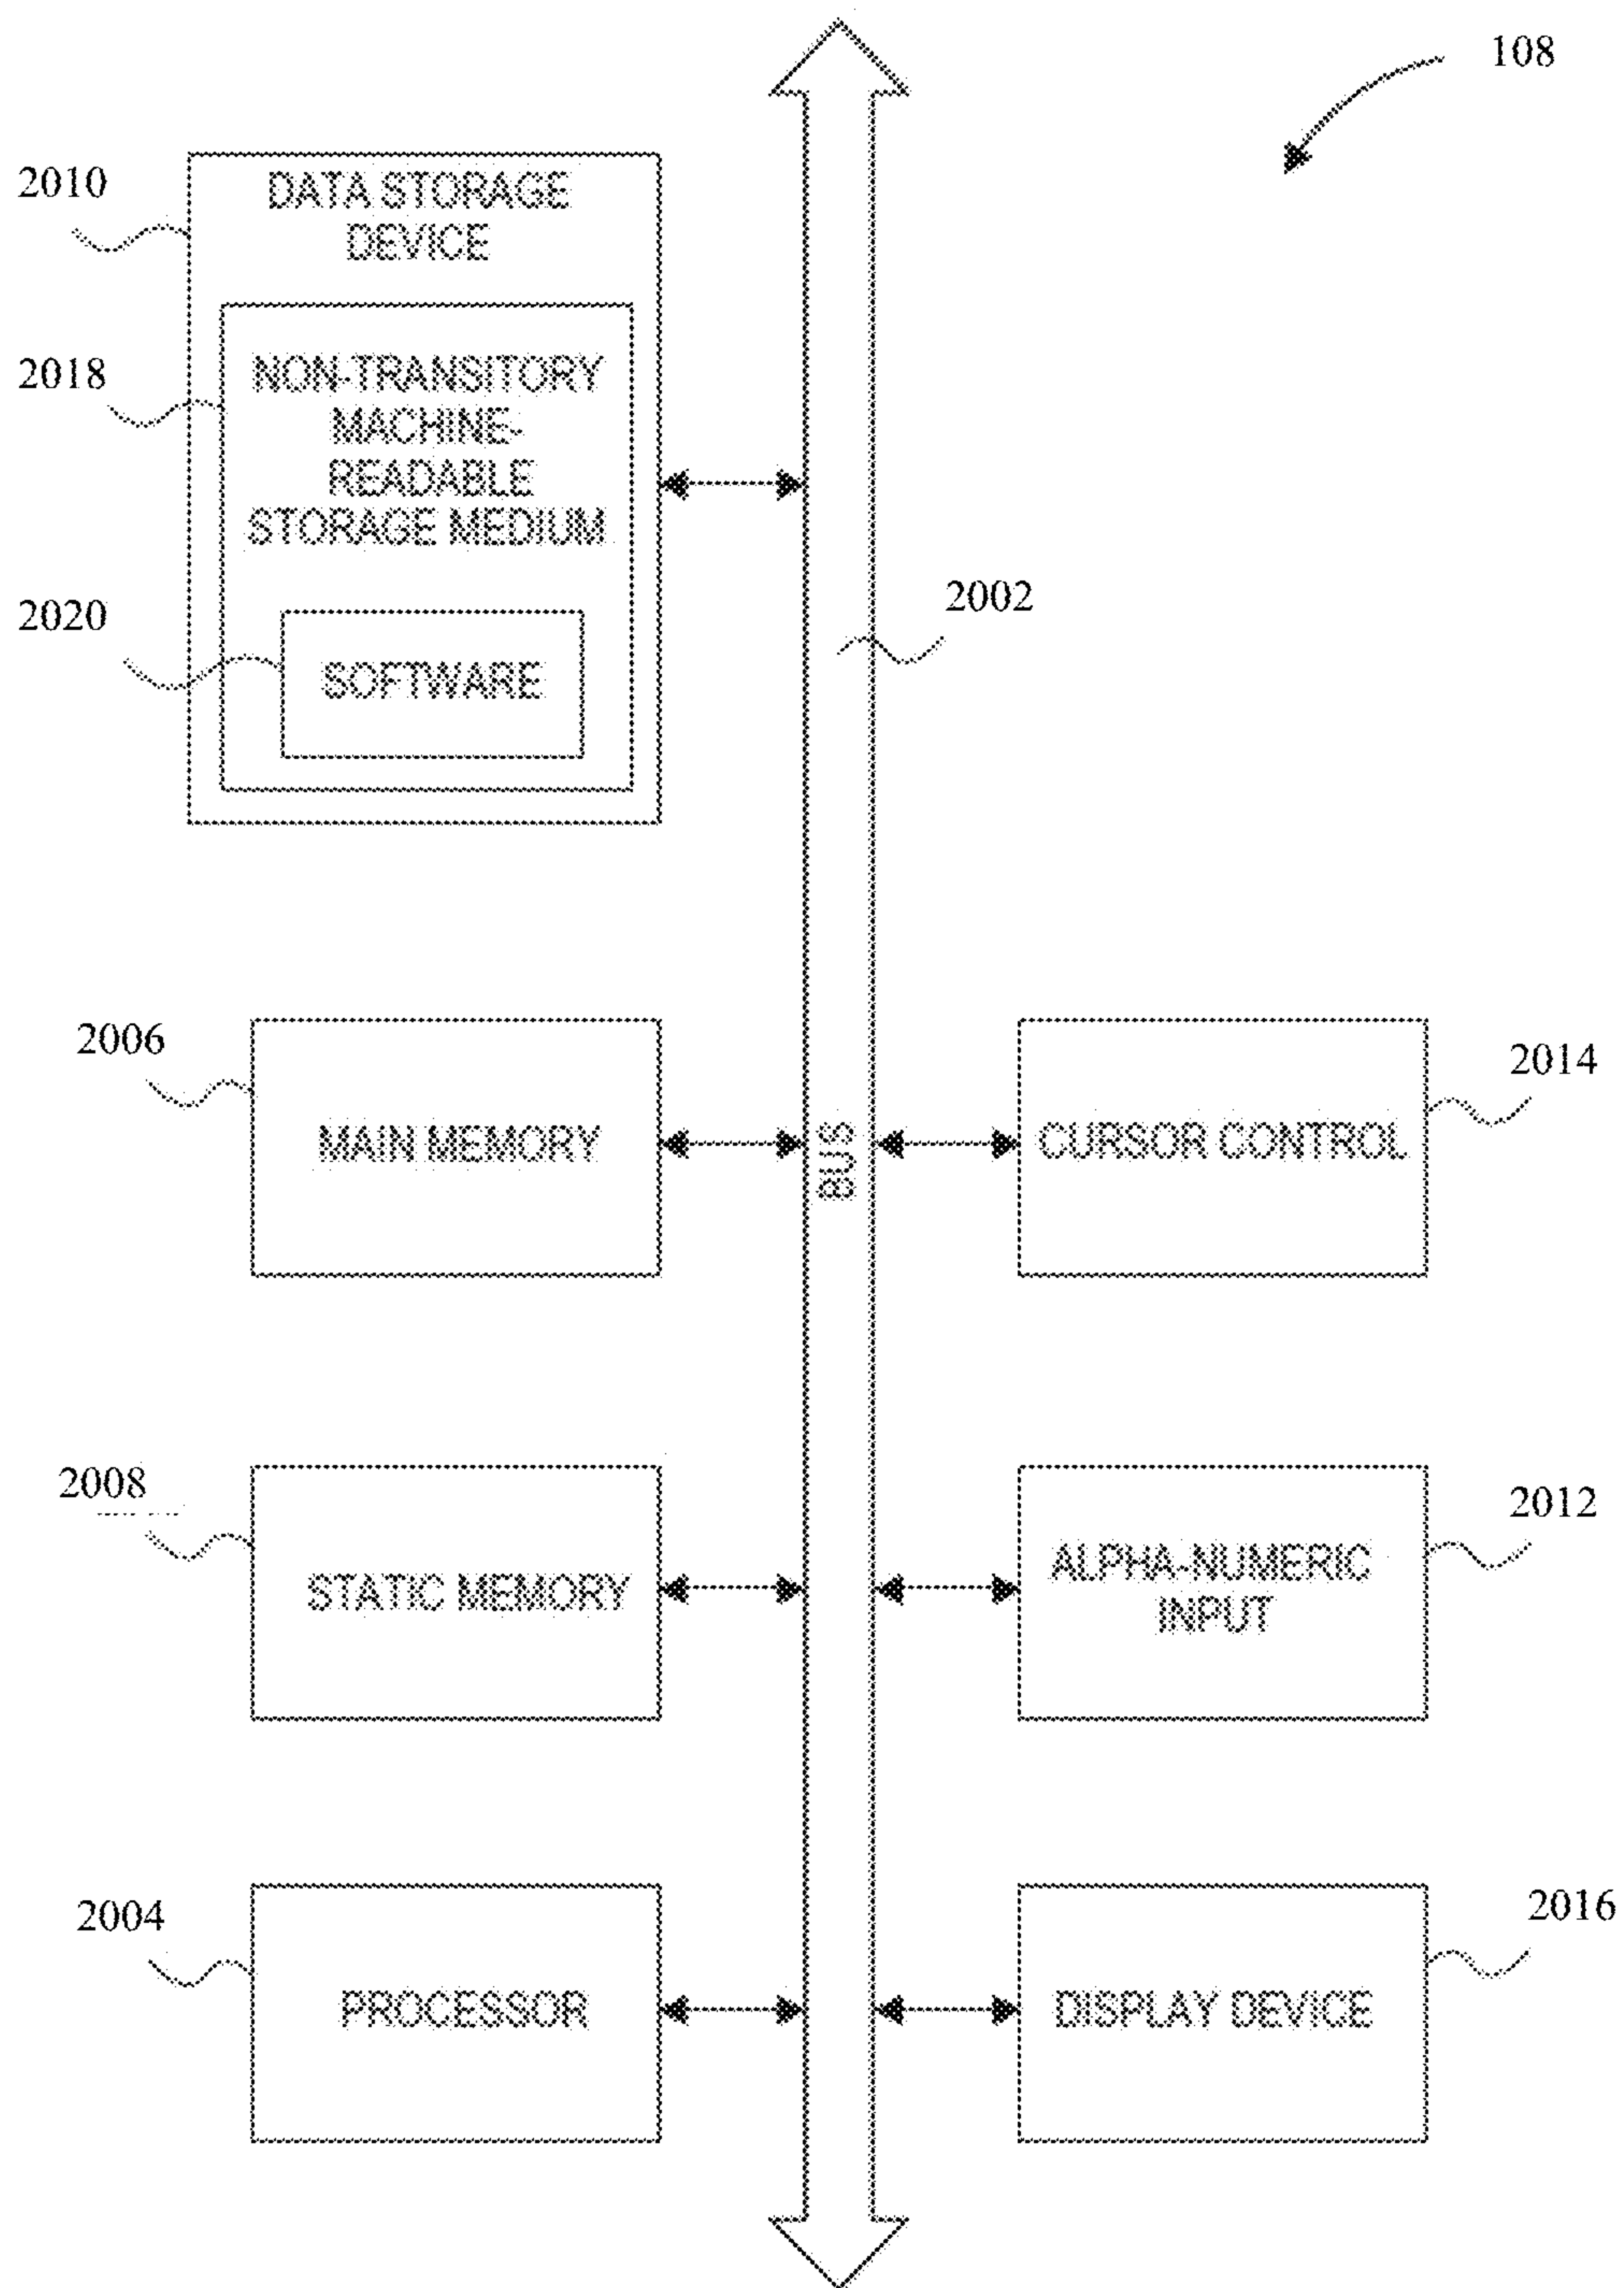 108
2010
DATA STORAGE
DEVICE
2018
NON-TRANSITORY
MACHINE-
READABLE
STORAGE MEDIUM
2020
SOFTWARE
2002
2006
MAIN MEMORY
BUS
CURSOR CONTROL
2014
2008
STATIC MEMORY
ALPHA-NUMERIC
INPUT
2012
2004
PROCESSOR
DISPLAY DEVICE
2016